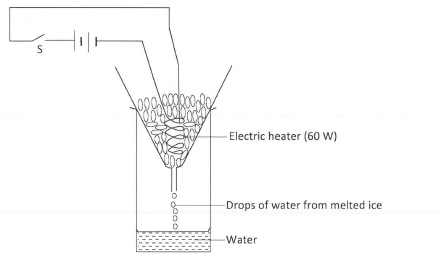 S
Electric heater (60 W)
Drops of water from melted ice
Water